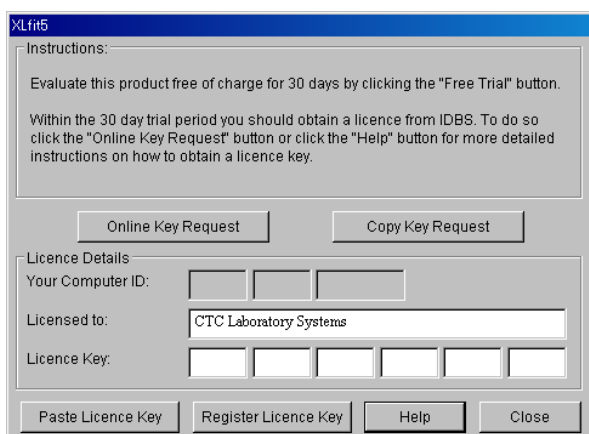 XLfit5
Instructions:
Evaluate this product free of charge for 30 days by clicking the "Free Trial" button.
Within the 30 day trial period you should obtain a licence from IDBS. To do so
click the "Online Key Request" button or click the "Help" button for more detailed
instructions on how to obtain a licence key.
Online Key Request Copy Key Request
Licence Details
Your Computer ID:
Licensed to: CTC Laboratory Systems
Licence Key:
Paste Licence Key Register Licence Key Help Close